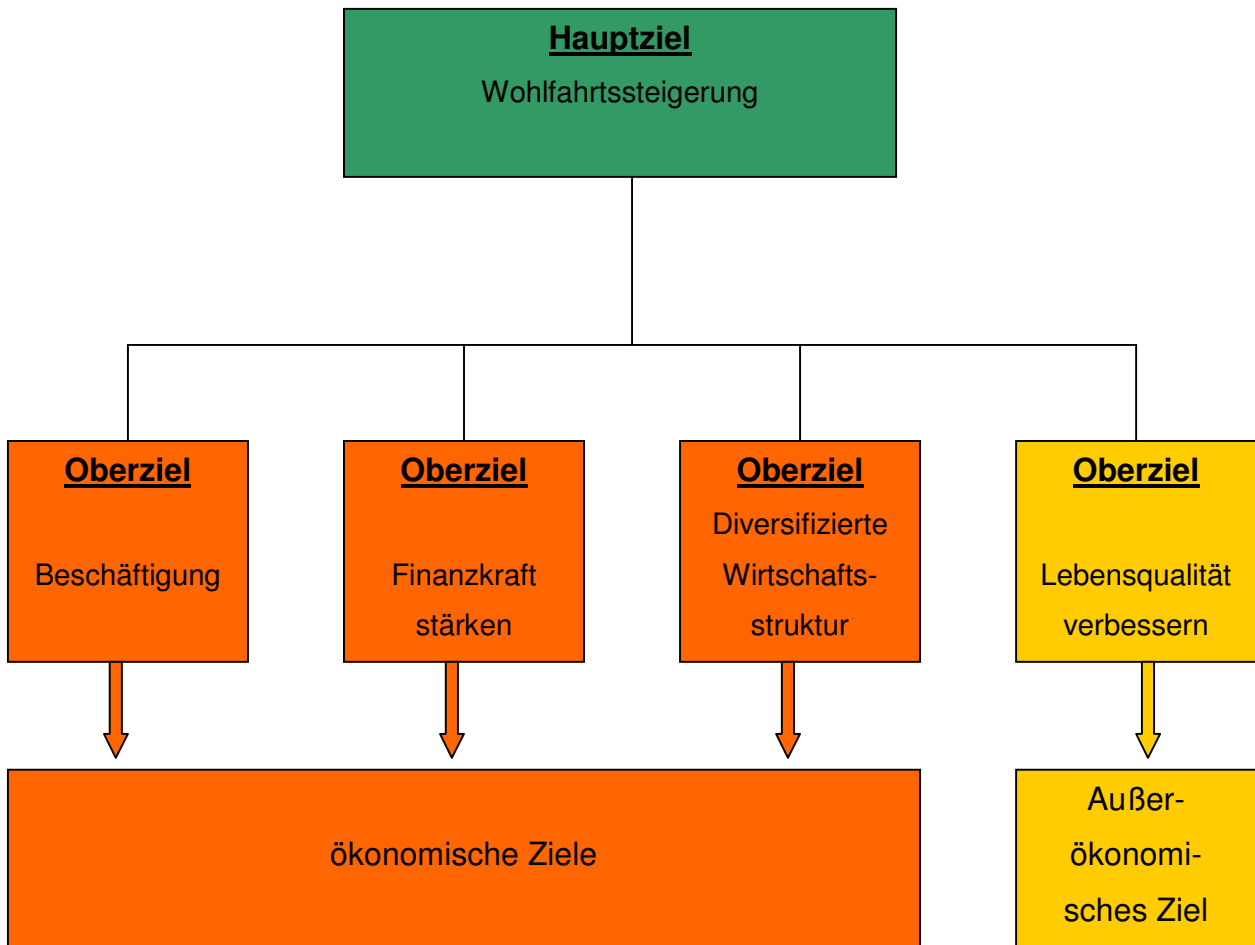 Hauptziel
Wohlfahrtssteigerung
Oberziel
Beschäftigung
Oberziel
Finanzkraft
stärken
Oberziel
Diversifizierte
Wirtschafts-
struktur
Oberziel
Lebensqualität
verbessern
ökonomische Ziele
Außer-
ökonomi-
sches Ziel